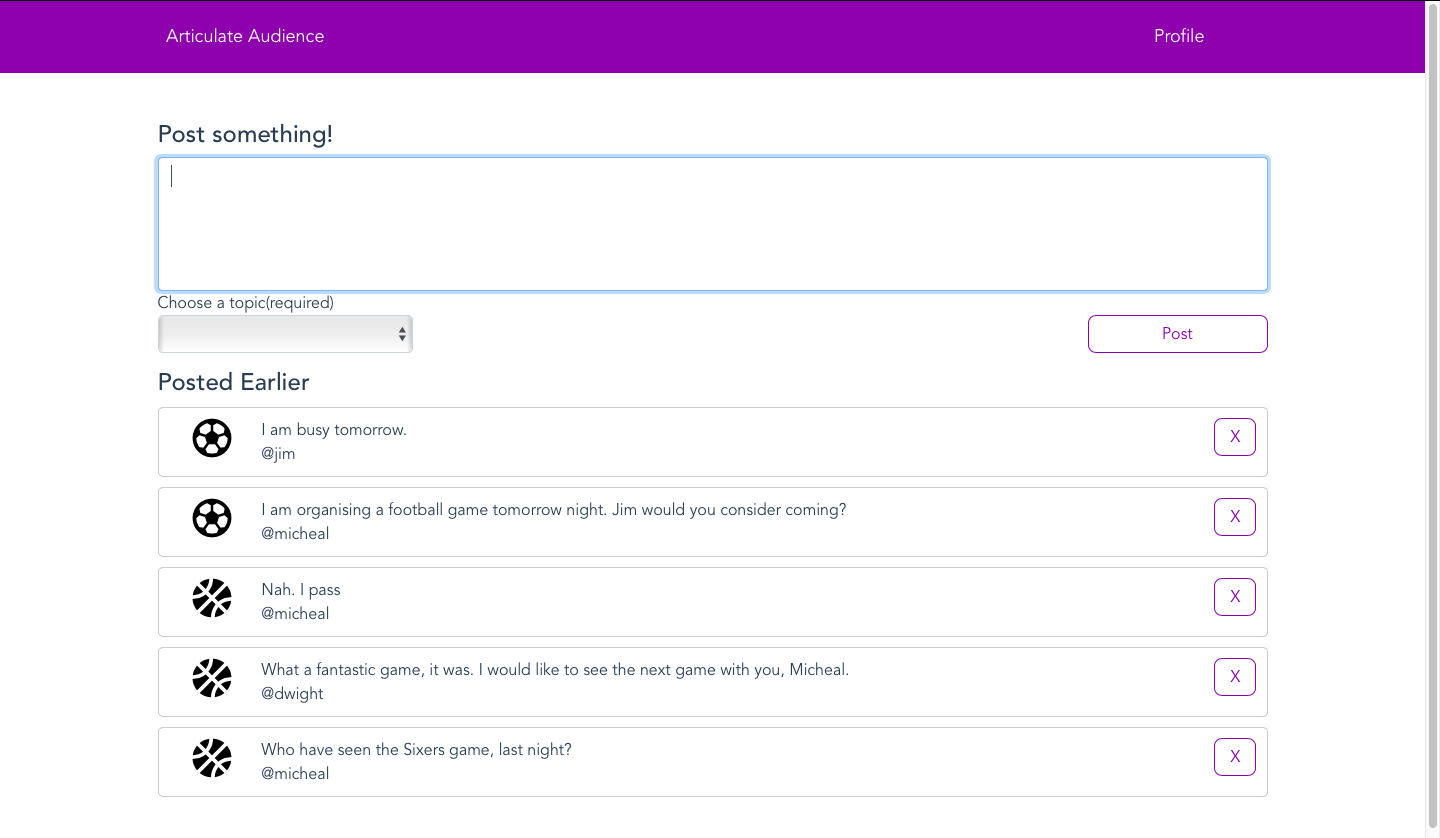 Articulate Audience
Profile
Post something!
Choose a topic(required)
Post
Posted Earlier
I am busy tomorrow.
@jim
X
I am organising a football game tomorrow night. Jim would you consider coming?
@micheal
X
Nah. I pass
@micheal
X
What a fantastic game, it was. I would like to see the next game with you, Micheal.
@dwight
X
Who have seen the Sixers game, last night?
@micheal
X